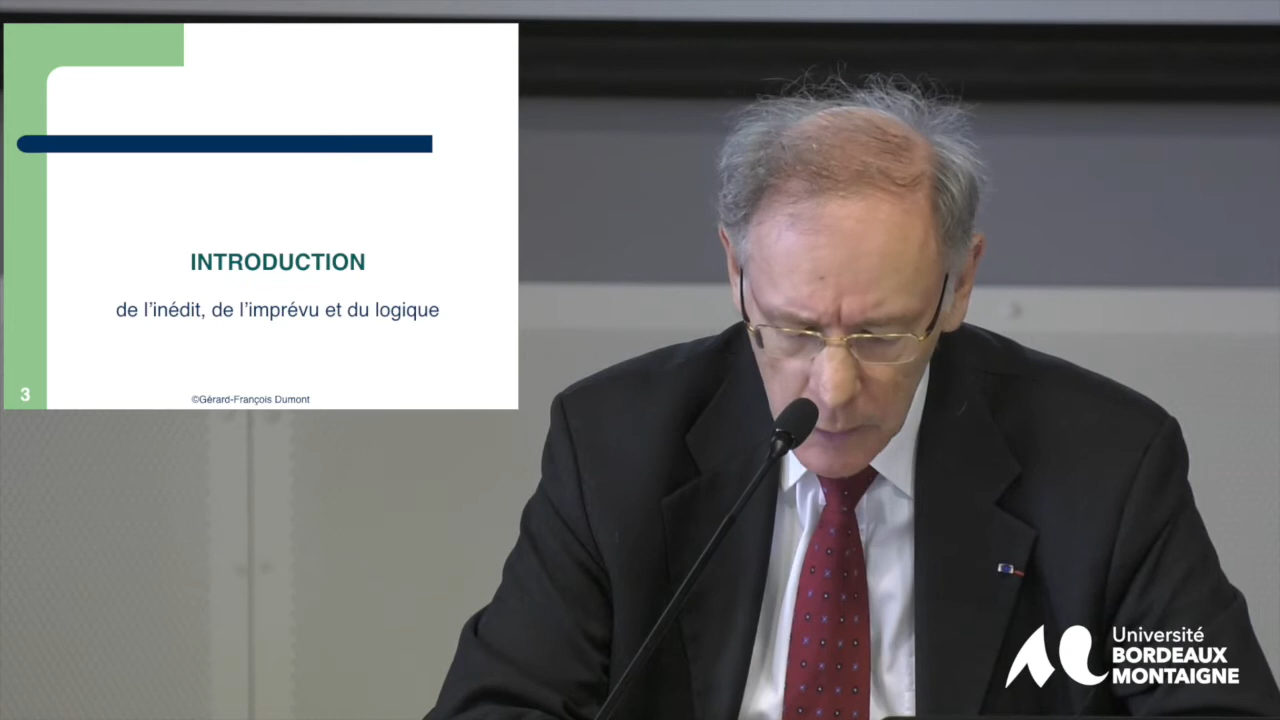 INTRODUCTION
de l'inédit, de l'imprévu et du logique
3
©Gérard-François Dumont
Université
BORDEAUX
MONTAIGNE